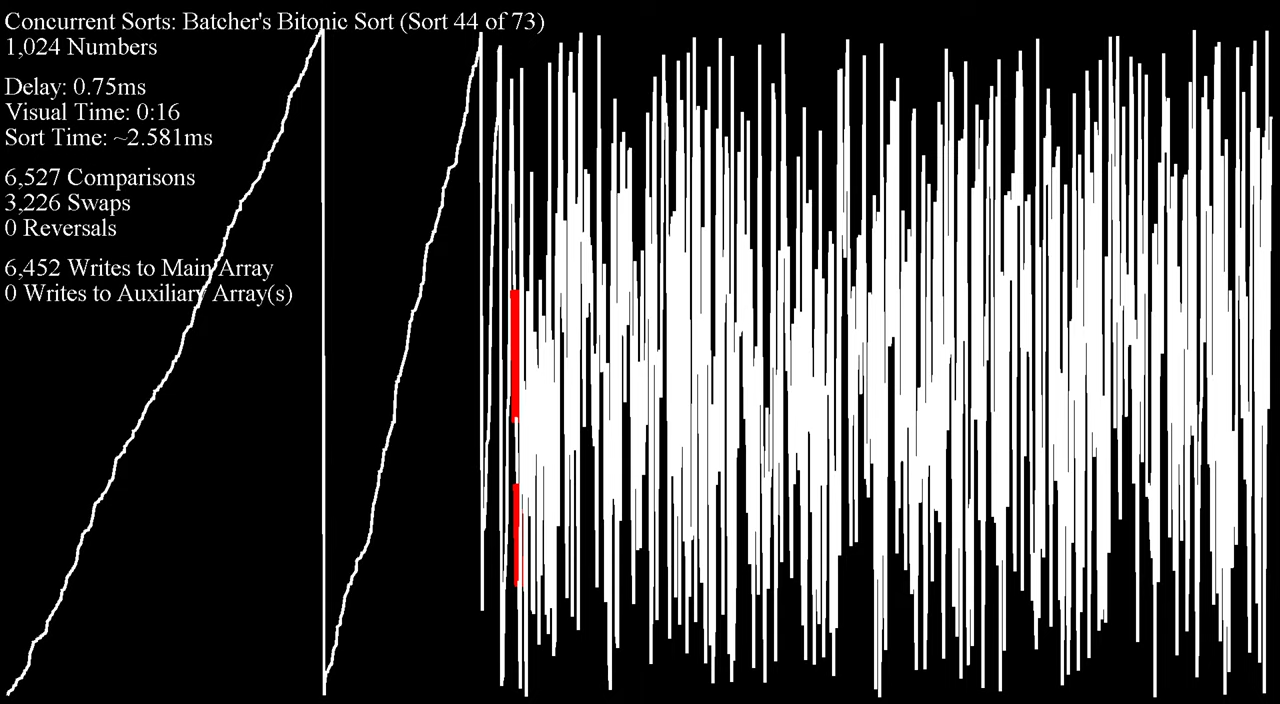 Concurrent Sorts: Batcher's Bitonic Sort (Sort 44 of 73)
1,024 Numbers
Delay: 0.75ms
Visual Time: 0:16
Sort Time: ~2.581ms
6,527 Comparisons
3,226 Swaps
0 Reversals
6,452 Writes to Main Array
0 Writes to Auxiliary Array(s)